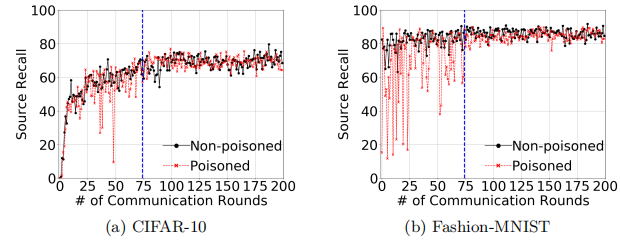 100
80
60
40
20
0
Source Recall
Non-poisoned
Poisoned
0 25 50 75 100 125 150 175 200
# of Communication Rounds
(a) CIFAR-10
100
80
60
40
20
0
Source Recall
Non-poisoned
Poisoned
0 25 50 75 100 125 150 175 200
# of Communication Rounds
(b) Fashion-MNIST